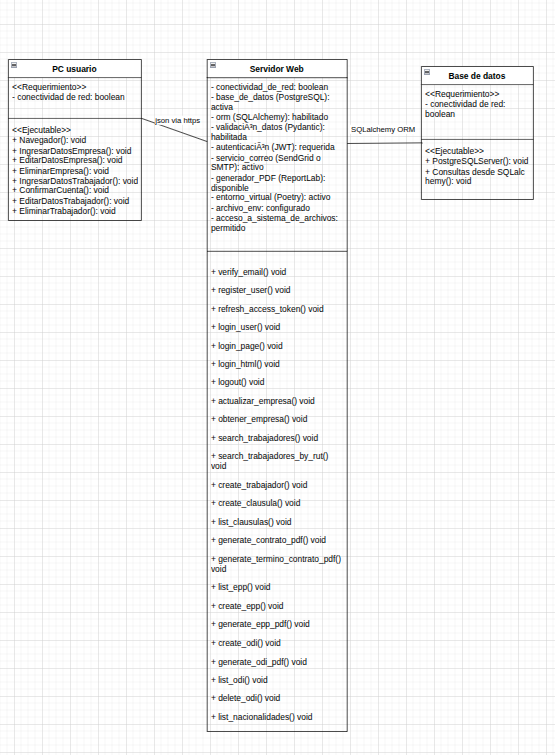 PC usuario
<<Requerimiento>>
- conectividad de red: boolean
<<Ejecutable>>
+ Navegador(): void
+ IngresarDatosEmpresa(): void
+ EditarDatosEmpresa(): void
+ EliminarEmpresa(): void
+ IngresarDatosTrabajador(): void
+ ConfirmarCuenta(): void
+ EditarDatosTrabajador(): void
+ EliminarTrabajador(): void
json via https
Servidor Web
- conectividad_de_red: boolean
- base_de_datos (PostgreSQL):
activa
- orm (SQLAlchemy): habilitado
- validaciÃ³n_datos (Pydantic):
habilitada
- autenticaciÃ³n (JWT): requerida
- servicio_correo (SendGrid o
SMTP): activo
- generador_PDF (ReportLab):
disponible
- entorno_virtual (Poetry): activo
- archivo_env: configurado
- acceso_a_sistema_de_archivos:
permitido
+ verify_email() void
+ register_user() void
+ refresh_access_token() void
+ login_user() void
+ login_page() void
+ login_html() void
+ logout() void
+ actualizar_empresa() void
+ obtener_empresa() void
+ search_trabajadores() void
+ search_trabajadores_by_rut()
void
+ create_trabajador() void
+ create_clausula() void
+ list_clausulas() void
+ generate_contrato_pdf() void
+ generate_termino_contrato_pdf()
void
+ list_epp() void
+ create_epp() void
+ generate_epp_pdf() void
+ create_odi() void
+ generate_odi_pdf() void
+ list_odi() void
+ delete_odi() void
+ list_nacionalidades() void
SQLalchemy ORM
Base de datos
<<Requerimiento>>
- conectividad de red:
boolean
<<Ejecutable>>
+ PostgreSQLServer(): void
+ Consultas desde SQLalc
hemy(): void